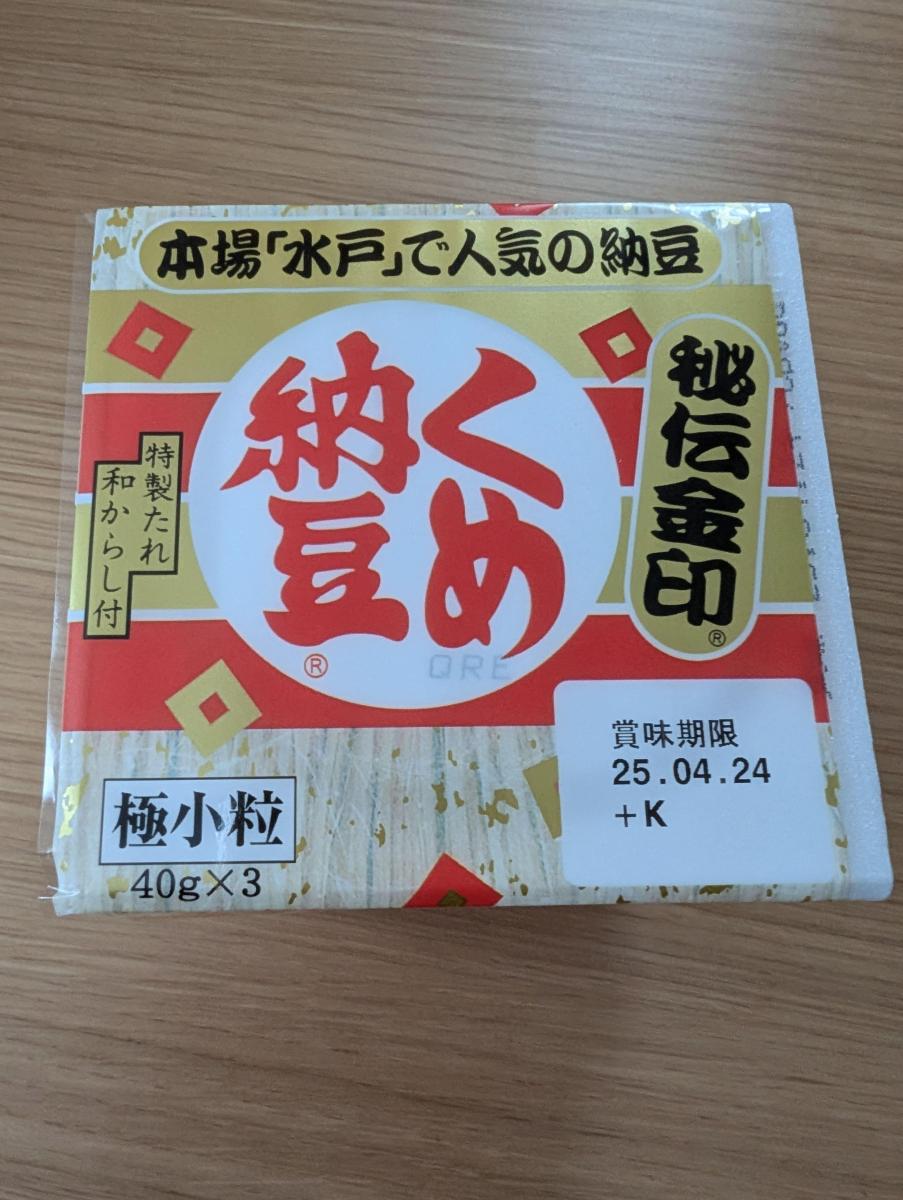 本場「水戸」で人気の納豆
秘伝金印®
くめ
納豆®
特製たれ
和からし付
QRE
賞味期限
25.04.24
+K
極小粒
40g×3